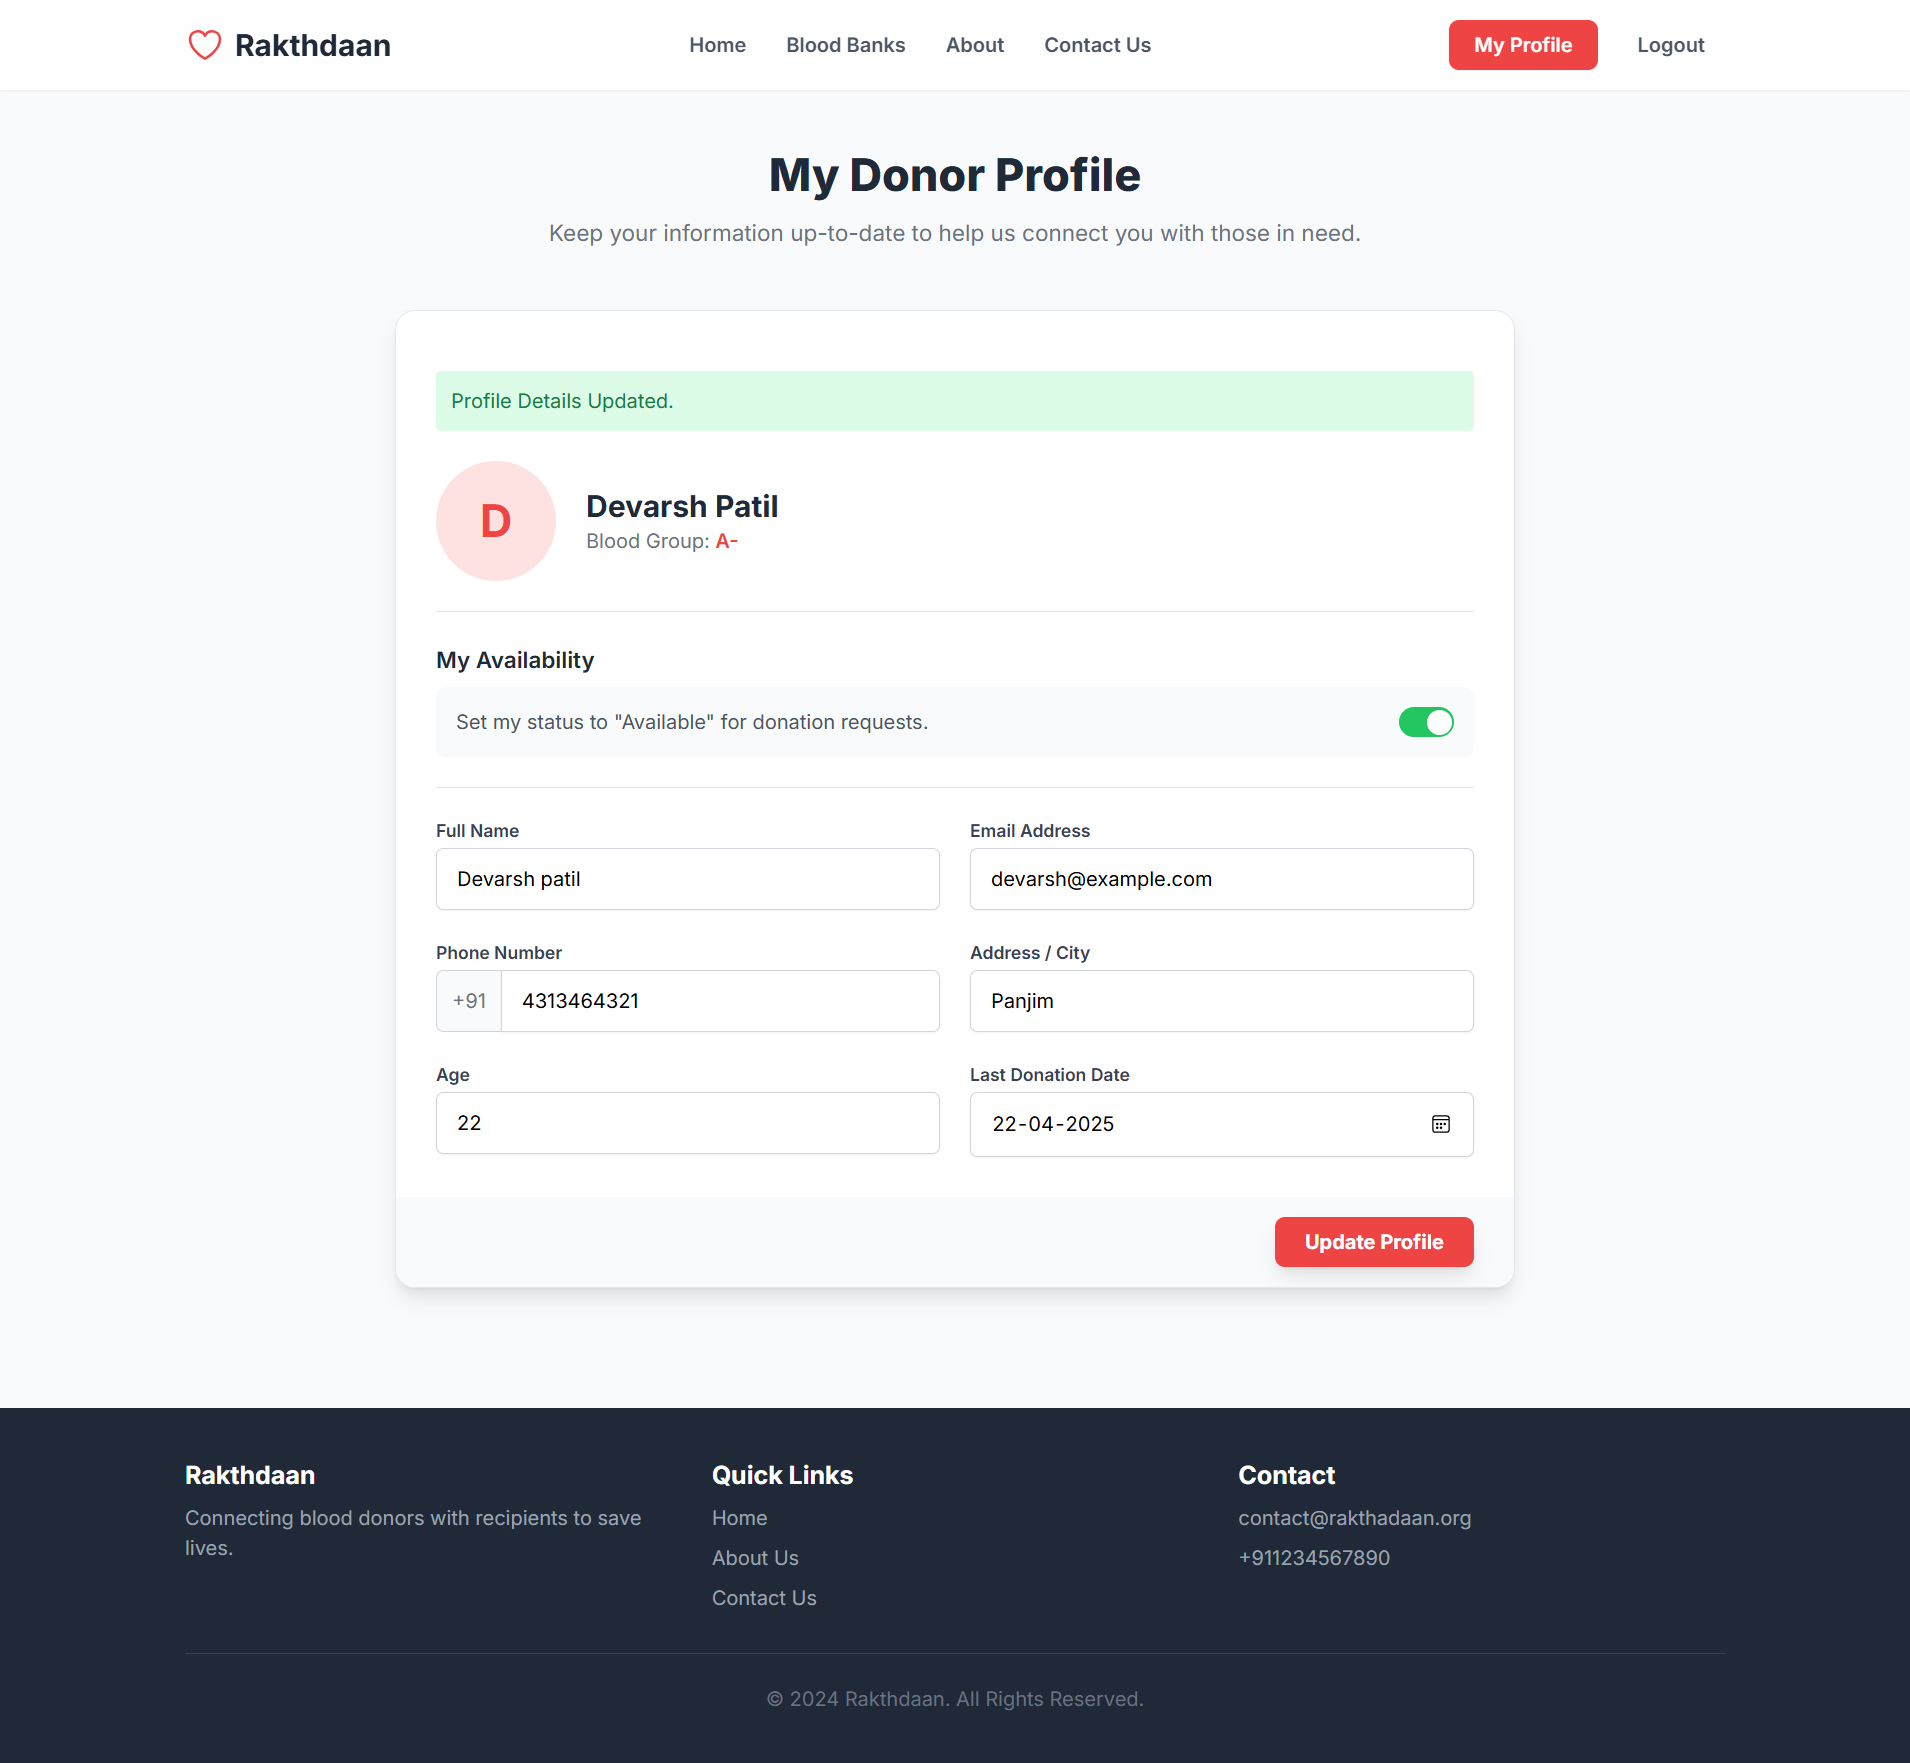 Rakthdaan
Home
Blood Banks
About
Contact Us
My Profile
Logout
My Donor Profile
Keep your information up-to-date to help us connect you with those in need.
Profile Details Updated.
D
Devarsh Patil
Blood Group: A-
My Availability
Set my status to "Available" for donation requests.
Full Name
Email Address
Devarsh patil
devarsh@example.com
Phone Number
Address / City
+91
4313464321
Panjim
Age
Last Donation Date
22
22-04-2025
Update Profile
Rakthdaan
Connecting blood donors with recipients to save
lives.
Quick Links
Home
About Us
Contact Us
Contact
contact@rakthadaan.org
+911234567890
© 2024 Rakthdaan. All Rights Reserved.